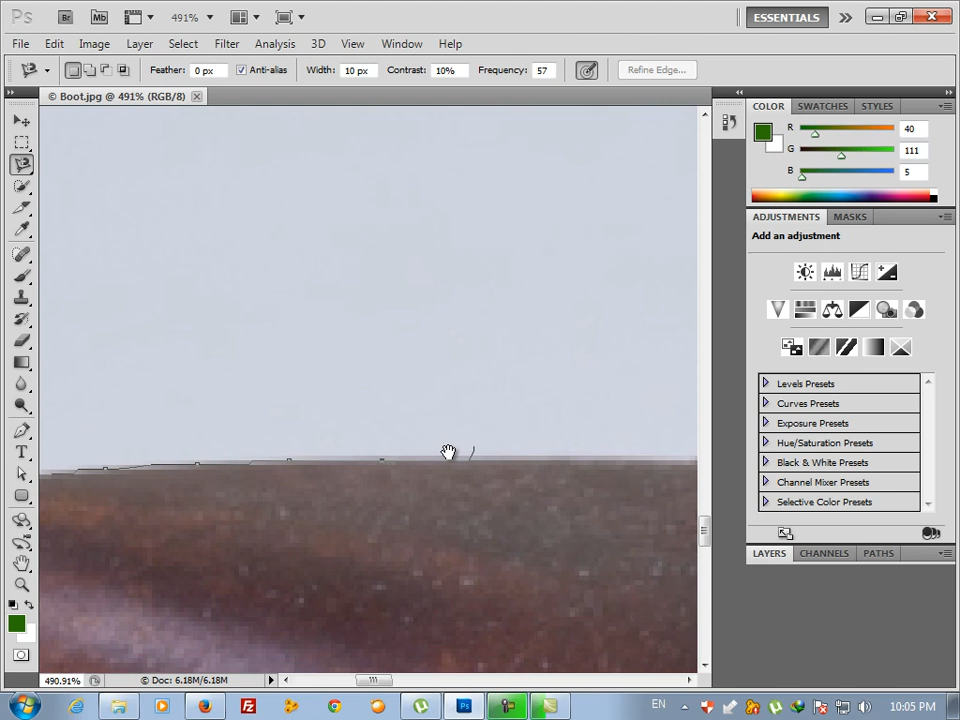 Ps Br Mb 491% ESSENTIALS
File Edit Image Layer Select Filter Analysis 3D View Window Help
Feather: 0 px Anti-alias Width: 10 px Contrast: 10% Frequency: 57 Refine Edge...
© Boot.jpg @ 491% (RGB/8)
COLOR SWATCHES STYLES
R 40
G 111
B 5
ADJUSTMENTS MASKS
Add an adjustment
Levels Presets
Curves Presets
Exposure Presets
Hue/Saturation Presets
Black & White Presets
Channel Mixer Presets
Selective Color Presets
LAYERS CHANNELS PATHS
490.91% Doc: 6.18M/6.18M
EN 10:05 PM